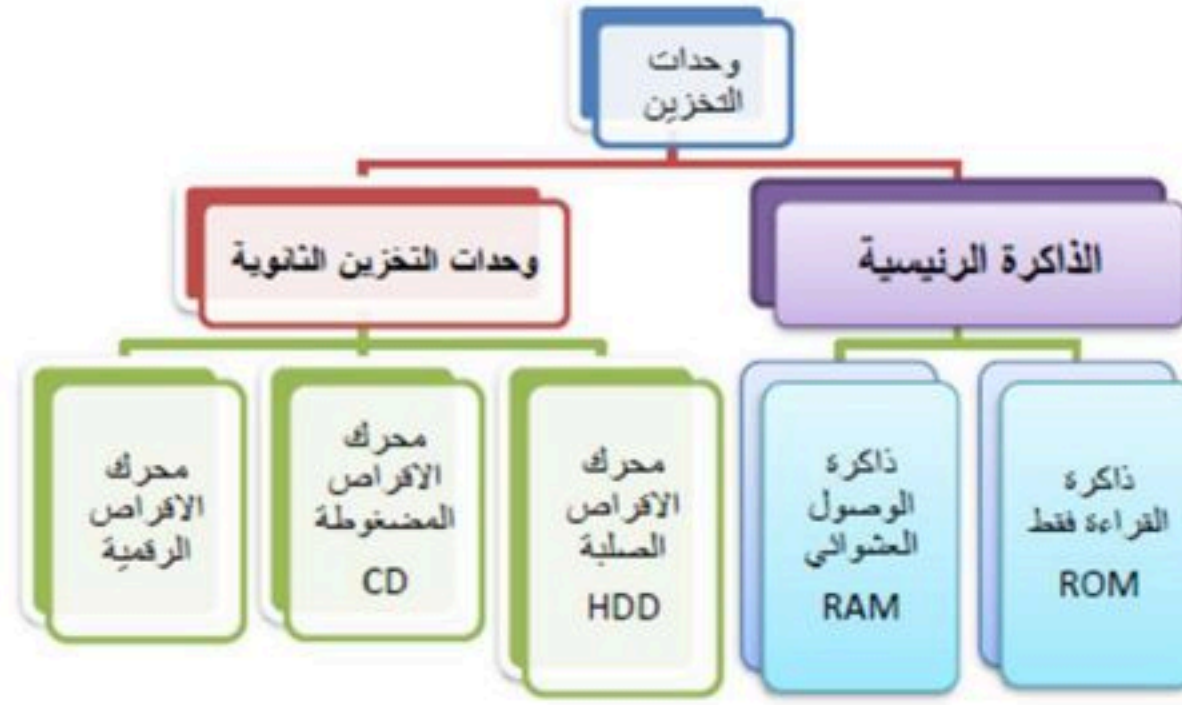 وحدات
التخزين
الذاكرة الرئيسية
وحدات التخزين الثانوية
ذاكرة
القراءة فقط
ROM
ذاكرة
الوصول
العشوائي
RAM
محرك
الاقراص
الصلبة
HDD
محرك
الاقراص
المضغوطة
CD
محرك
الاقراص
الرقمية